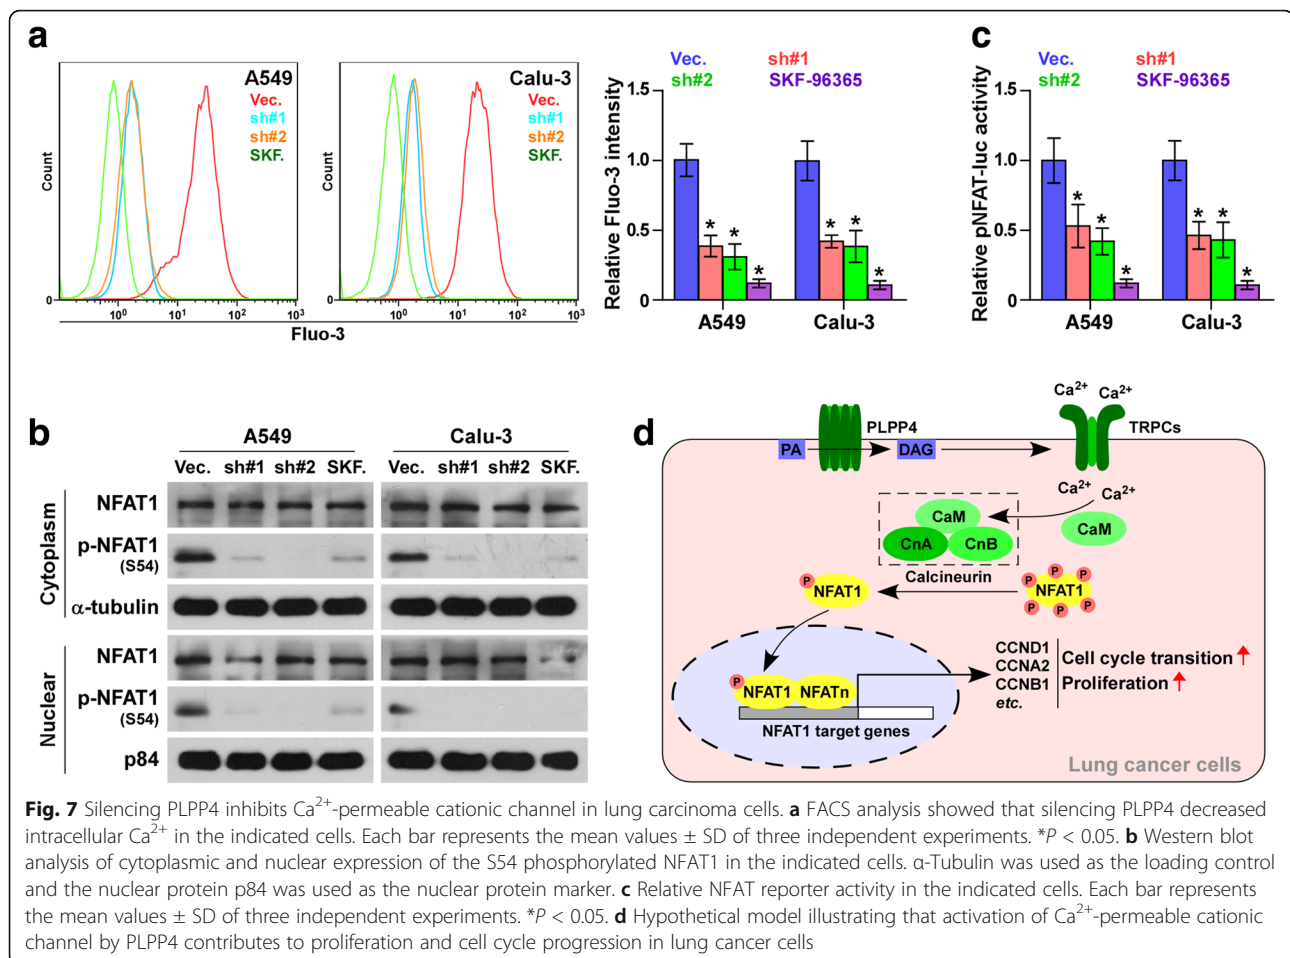 a
A549
Vec.
sh#1
sh#2
SKF.
Count
0
10⁰
10¹
10²
10³
Calu-3
Vec.
sh#1
sh#2
SKF.
Count
0
10⁰
10¹
10²
10³
Fluo-3
Vec.
sh#1
sh#2
SKF-96365
Relative Fluo-3 intensity
1.5
1.0
0.5
0
* * * * * *
A549
Calu-3
c
Vec.
sh#1
sh#2
SKF-96365
Relative pNFAT-luc activity
1.5
1.0
0.5
0
* * * * * *
A549
Calu-3
b
A549
Calu-3
Vec. sh#1 sh#2 SKF.
Vec. sh#1 sh#2 SKF.
Cytoplasm
NFAT1
p-NFAT1
(S54)
α-tubulin
Nuclear
NFAT1
p-NFAT1
(S54)
p84
d
Ca²⁺ Ca²⁺
PLPP4
TRPCs
PA
DAG
Ca²⁺ Ca²⁺
CaM
CaM
CnA
CnB
Calcineurin
P
NFAT1
P P P
NFAT1
P P P
P
NFAT1
NFATn
NFAT1 target genes
CCND1
CCNA2
CCNB1
etc.
Cell cycle transition
Proliferation
Lung cancer cells
Fig. 7 Silencing PLPP4 inhibits Ca²⁺-permeable cationic channel in lung carcinoma cells. a FACS analysis showed that silencing PLPP4 decreased
intracellular Ca²⁺ in the indicated cells. Each bar represents the mean values ± SD of three independent experiments. *P < 0.05. b Western blot
analysis of cytoplasmic and nuclear expression of the S54 phosphorylated NFAT1 in the indicated cells. α-Tubulin was used as the loading control
and the nuclear protein p84 was used as the nuclear protein marker. c Relative NFAT reporter activity in the indicated cells. Each bar represents
the mean values ± SD of three independent experiments. *P < 0.05. d Hypothetical model illustrating that activation of Ca²⁺-permeable cationic
channel by PLPP4 contributes to proliferation and cell cycle progression in lung cancer cells